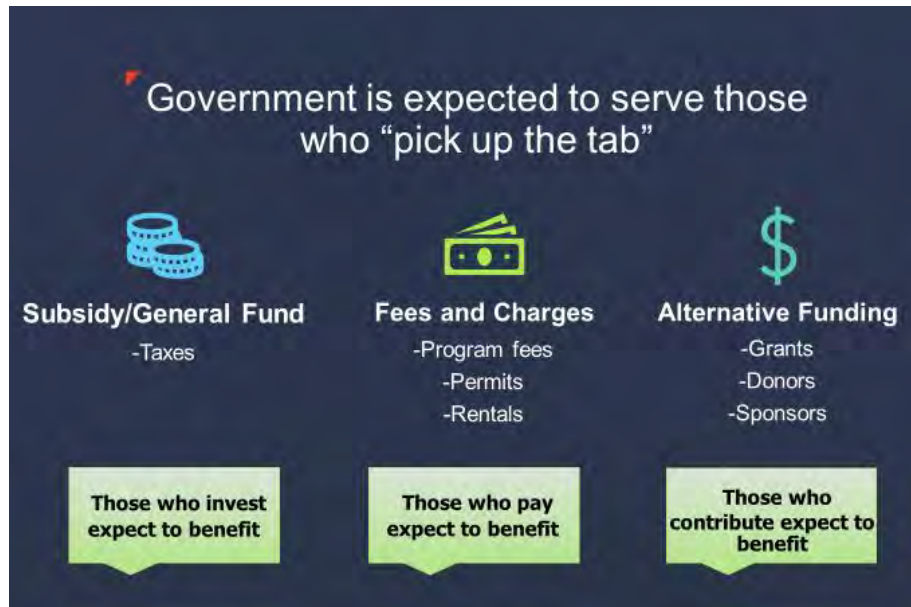 Government is expected to serve those
who “pick up the tab”
Subsidy/General Fund
-Taxes
Fees and Charges
-Program fees
-Permits
-Rentals
Alternative Funding
-Grants
-Donors
-Sponsors
Those who invest
expect to benefit
Those who pay
expect to benefit
Those who
contribute expect to
benefit